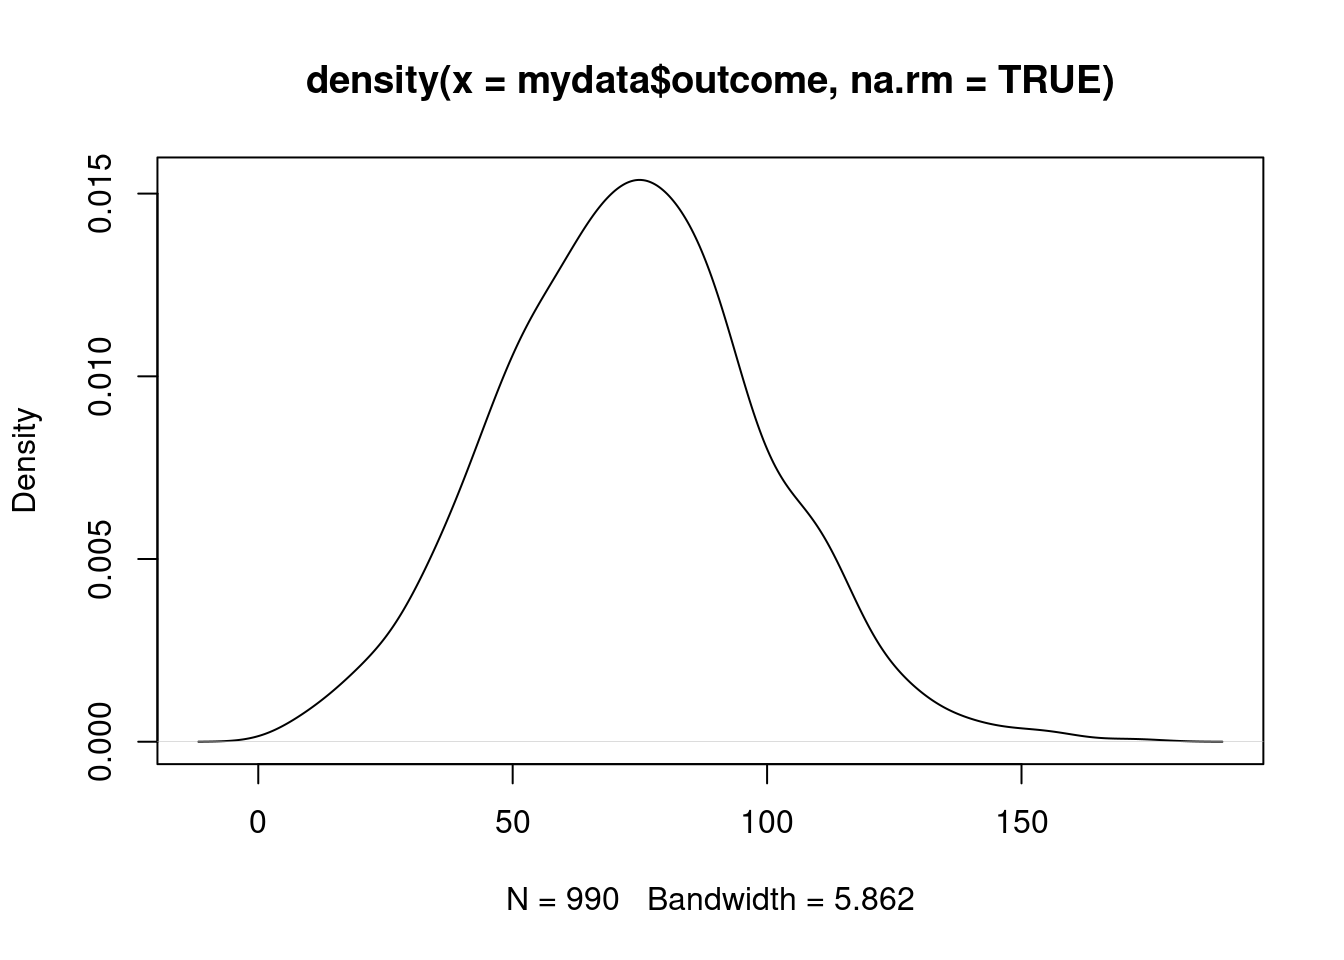 density(x = mydata$outcome, na.rm = TRUE)
Density
0.015
0.010
0.005
0.000
0 50 100 150
N = 990 Bandwidth = 5.862